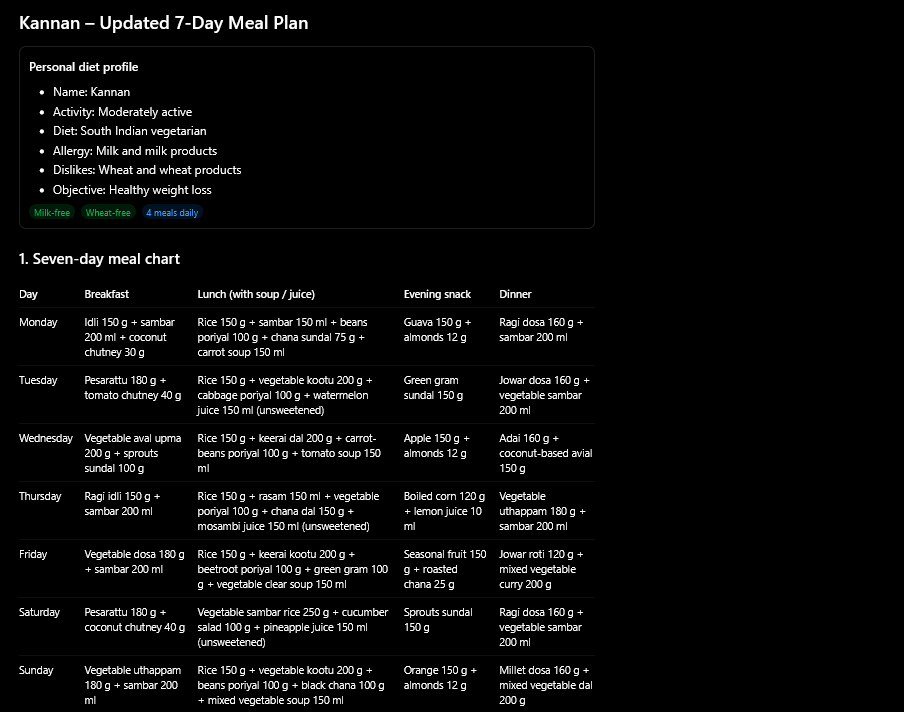 Kannan – Updated 7-Day Meal Plan
Personal diet profile
• Name: Kannan
• Activity: Moderately active
• Diet: South Indian vegetarian
• Allergy: Milk and milk products
• Dislikes: Wheat and wheat products
• Objective: Healthy weight loss
Milk-free Wheat-free 4 meals daily
1. Seven-day meal chart
Day Breakfast Lunch (with soup / juice) Evening snack Dinner
Monday Idli 150 g + sambar Rice 150 g + sambar 150 ml + beans Guava 150 g + Ragi dosa 160 g +
200 ml + coconut poriyal 100 g + chana sundal 75 g + almonds 12 g sambar 200 ml
chutney 30 g carrot soup 150 ml
Tuesday Pesarattu 180 g + Rice 150 g + vegetable kootu 200 g + Green gram Jowar dosa 160 g +
tomato chutney 40 g cabbage poriyal 100 g + watermelon sundal 150 g vegetable sambar
juice 150 ml (unsweetened) 200 ml
Wednesday Vegetable aval upma Rice 150 g + keerai dal 200 g + carrot- Apple 150 g + Adai 160 g +
200 g + sprouts beans poriyal 100 g + tomato soup 150 almonds 12 g coconut-based avial
sundal 100 g ml 150 g
Thursday Ragi idli 150 g + Rice 150 g + rasam 150 ml + vegetable Boiled corn 120 g Vegetable
sambar 200 ml poriyal 100 g + chana dal 150 g + + lemon juice 10 uthappam 180 g +
mosambi juice 150 ml (unsweetened) ml sambar 200 ml
Friday Vegetable dosa 180 g Rice 150 g + keerai kootu 200 g + Seasonal fruit 150 Jowar roti 120 g +
+ sambar 200 ml beetroot poriyal 100 g + green gram 100 g + roasted mixed vegetable
g + vegetable clear soup 150 ml chana 25 g curry 200 g
Saturday Pesarattu 180 g + Vegetable sambar rice 250 g + cucumber Sprouts sundal Ragi dosa 160 g +
coconut chutney 40 g salad 100 g + pineapple juice 150 ml 150 g vegetable sambar
(unsweetened) 200 ml
Sunday Vegetable uthappam Rice 150 g + vegetable kootu 200 g + Orange 150 g + Millet dosa 160 g +
180 g + sambar 200 beans poriyal 100 g + black chana 100 g almonds 12 g mixed vegetable dal
ml + mixed vegetable soup 150 ml 200 g